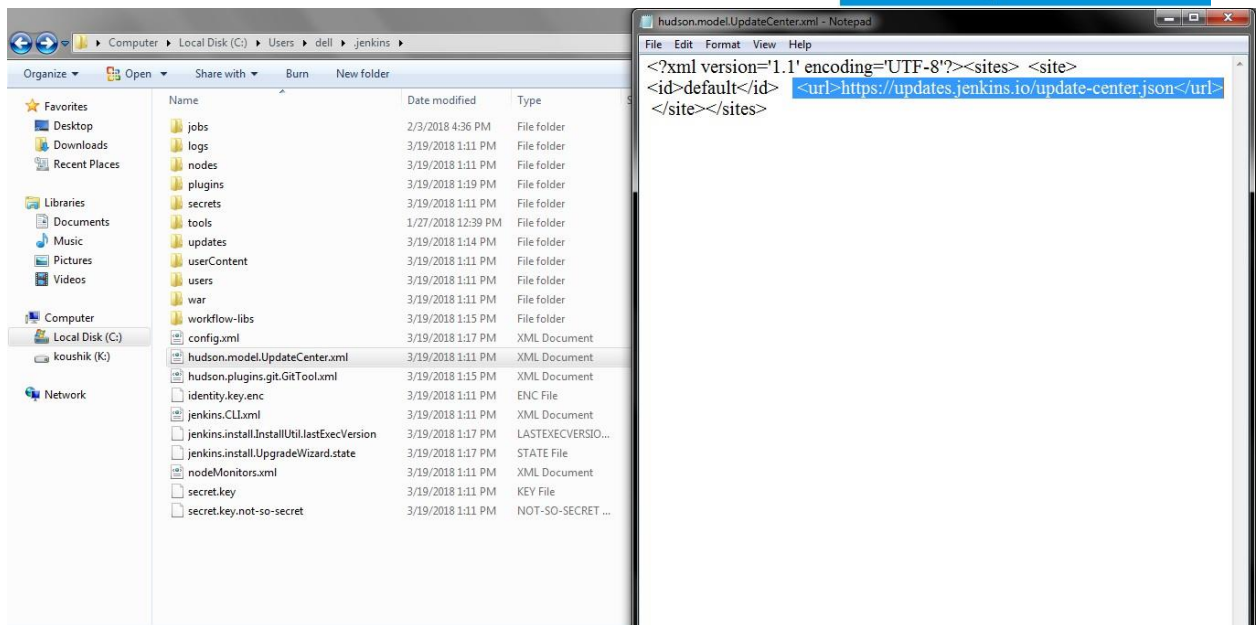 Computer ▸ Local Disk (C:) ▸ Users ▸ dell ▸ .jenkins ▸
Organize Open Share with Burn New folder
Favorites
Desktop
Downloads
Recent Places
Libraries
Documents
Music
Pictures
Videos
Computer
Local Disk (C:)
koushik (K:)
Network
Name Date modified Type S
jobs 2/3/2018 4:36 PM File folder
logs 3/19/2018 1:11 PM File folder
nodes 3/19/2018 1:11 PM File folder
plugins 3/19/2018 1:19 PM File folder
secrets 3/19/2018 1:11 PM File folder
tools 1/27/2018 12:39 PM File folder
updates 3/19/2018 1:14 PM File folder
userContent 3/19/2018 1:11 PM File folder
users 3/19/2018 1:11 PM File folder
war 3/19/2018 1:11 PM File folder
workflow-libs 3/19/2018 1:15 PM File folder
config.xml 3/19/2018 1:17 PM XML Document
hudson.model.UpdateCenter.xml 3/19/2018 1:11 PM XML Document
hudson.plugins.git.GitTool.xml 3/19/2018 1:15 PM XML Document
identity.key.enc 3/19/2018 1:11 PM ENC File
jenkins.CLI.xml 3/19/2018 1:11 PM XML Document
jenkins.install.InstallUtil.lastExecVersion 3/19/2018 1:17 PM LASTEXECVERSIO...
jenkins.install.UpgradeWizard.state 3/19/2018 1:17 PM STATE File
nodeMonitors.xml 3/19/2018 1:11 PM XML Document
secret.key 3/19/2018 1:11 PM KEY File
secret.key.not-so-secret 3/19/2018 1:11 PM NOT-SO-SECRET ...
hudson.model.UpdateCenter.xml - Notepad
File Edit Format View Help
<?xml version='1.1' encoding='UTF-8'?><sites> <site>
<id>default</id> <url>https://updates.jenkins.io/update-center.json</url>
</site></sites>